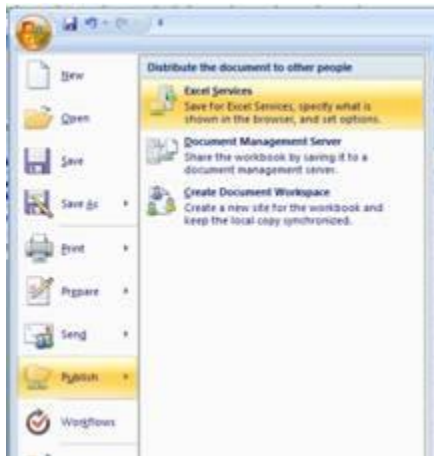 New
Open
Save
Save As
Print
Prepare
Send
Publish
Workflows
Distribute the document to other people
Excel Services
Save for Excel Services, specify what is
shown in the browser, and set options.
Document Management Server
Share the workbook by saving it to a
document management server.
Create Document Workspace
Create a new site for the workbook and
keep the local copy synchronized.